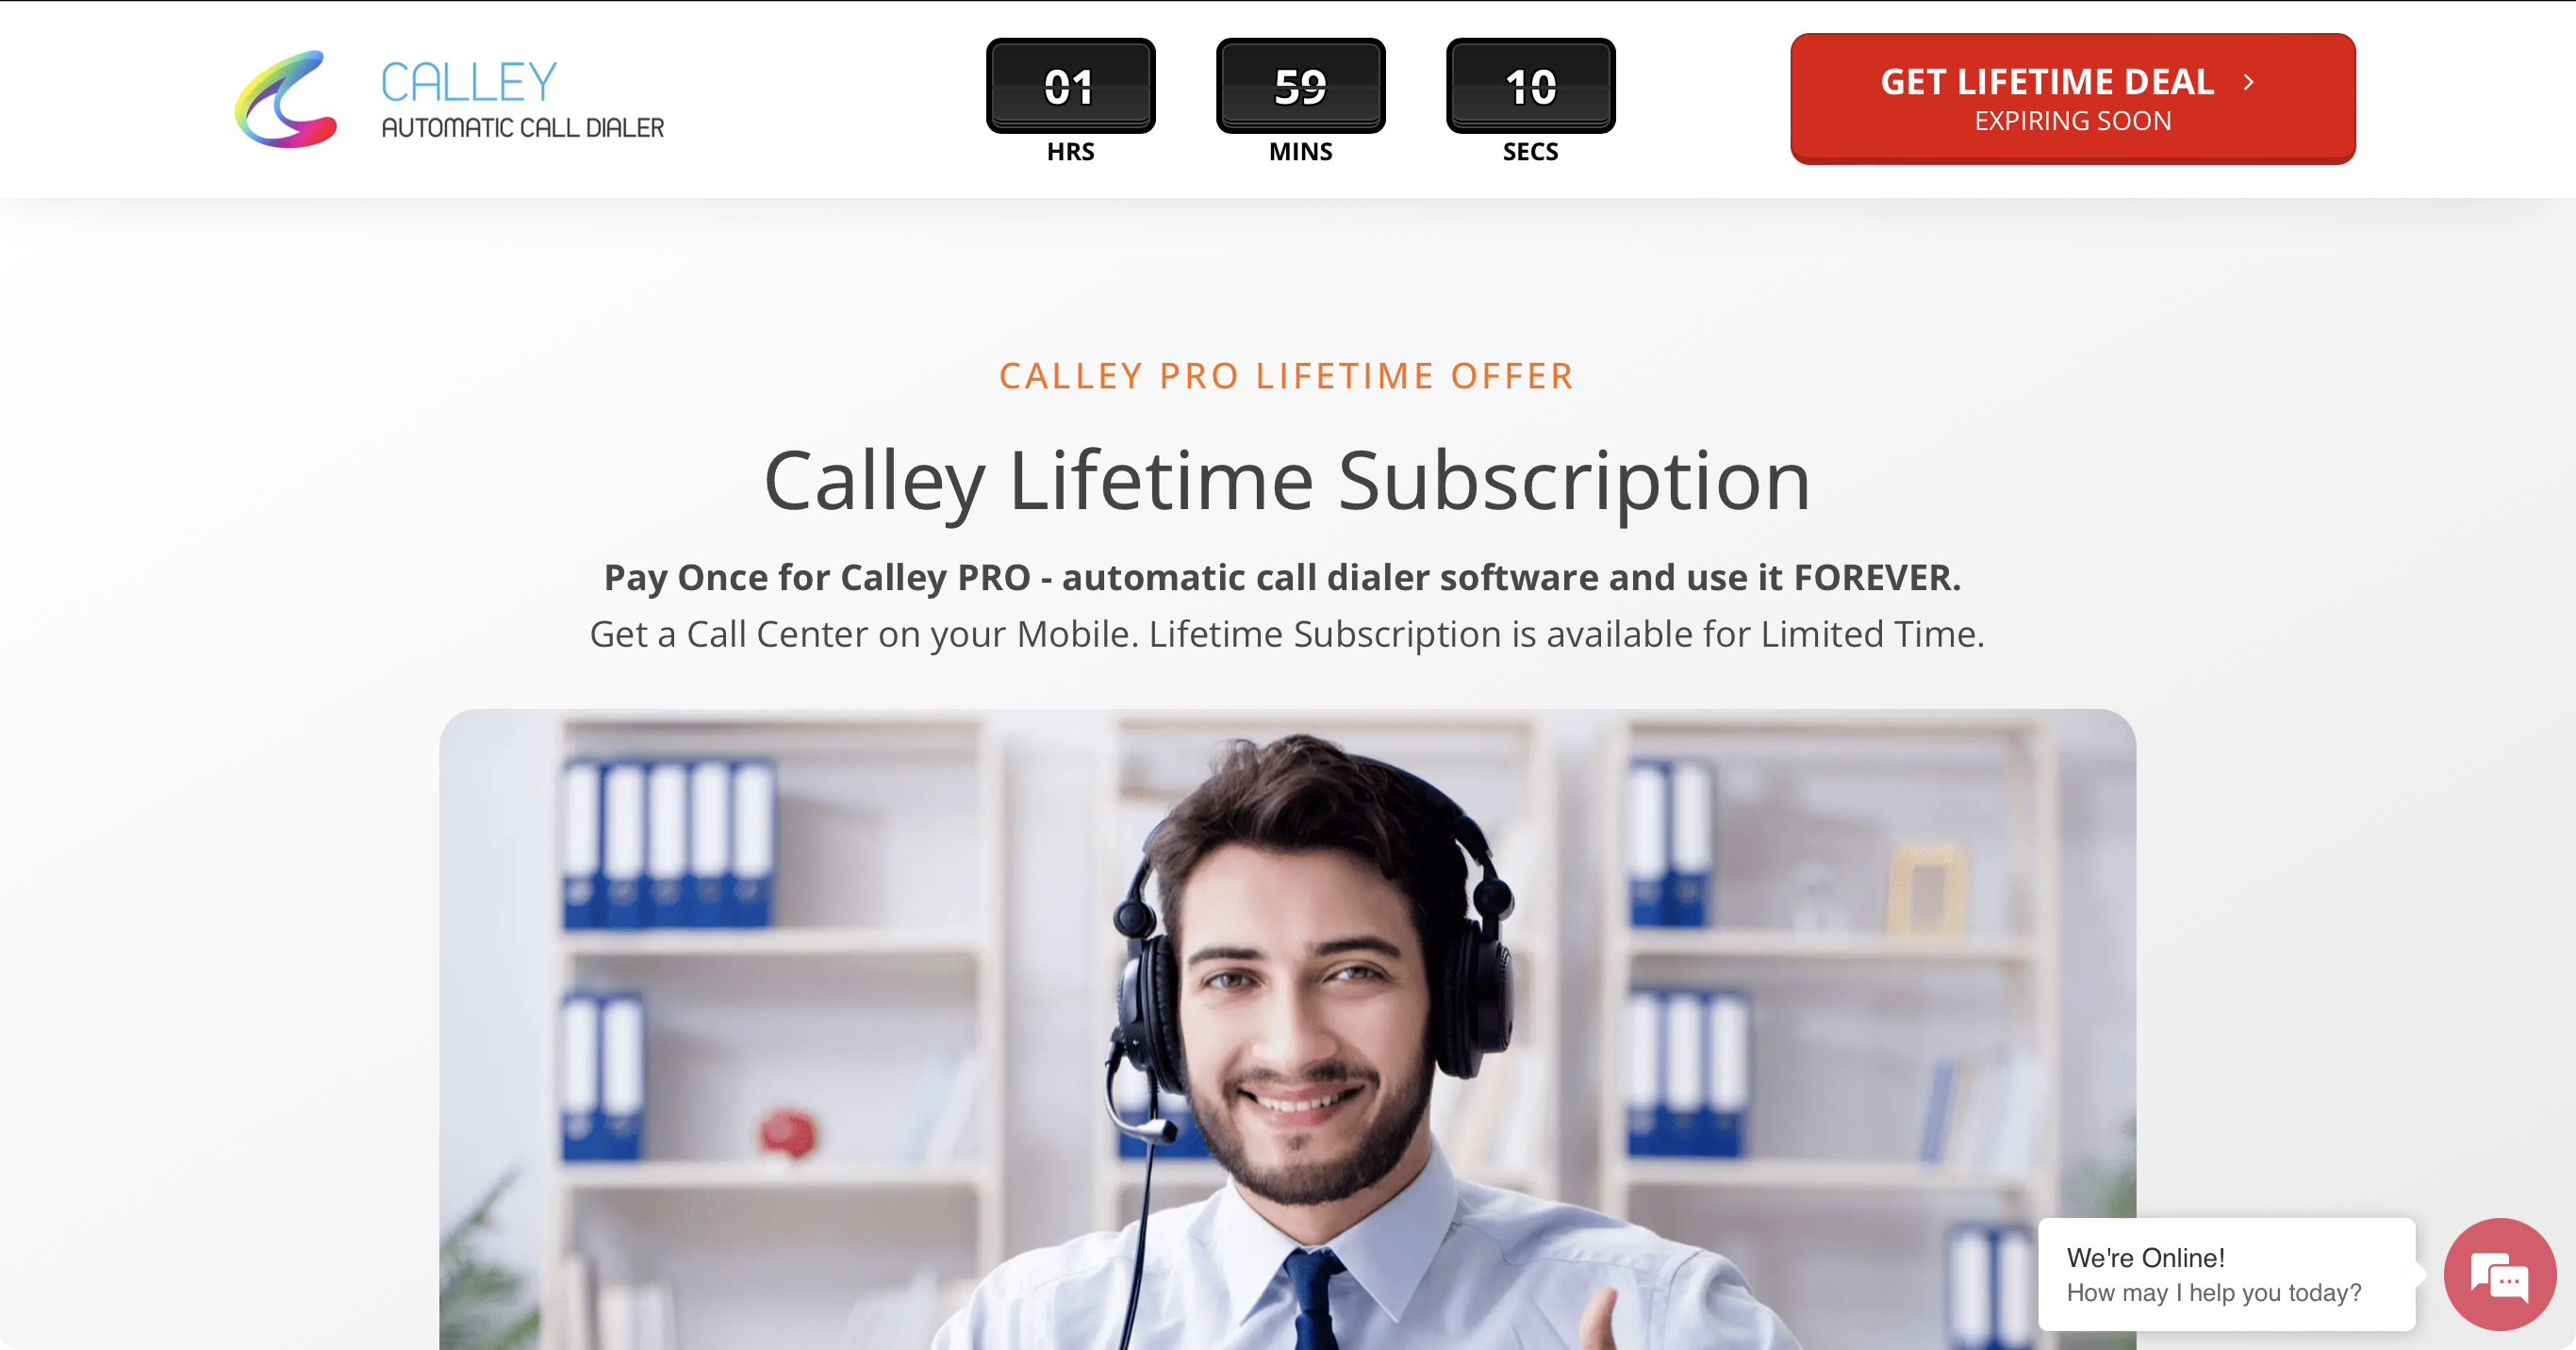 CALLEY
AUTOMATIC CALL DIALER
01
HRS
59
MINS
10
SECS
GET LIFETIME DEAL
EXPIRING SOON
CALLEY PRO LIFETIME OFFER
Calley Lifetime Subscription
Pay Once for Calley PRO - automatic call dialer software and use it FOREVER.
Get a Call Center on your Mobile. Lifetime Subscription is available for Limited Time.
We're Online!
How may I help you today?